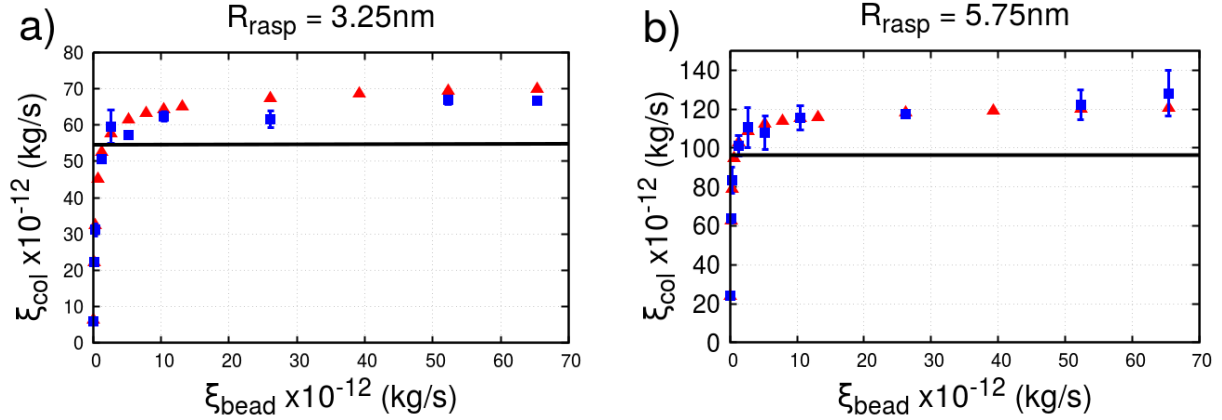 a)
R_rasp = 3.25nm
ξ_col x10^-12 (kg/s)
80
70
60
50
40
30
20
10
0
0 10 20 30 40 50 60 70
ξ_bead x10^-12 (kg/s)
b)
R_rasp = 5.75nm
ξ_col x10^-12 (kg/s)
140
120
100
80
60
40
20
0
0 10 20 30 40 50 60 70
ξ_bead x10^-12 (kg/s)